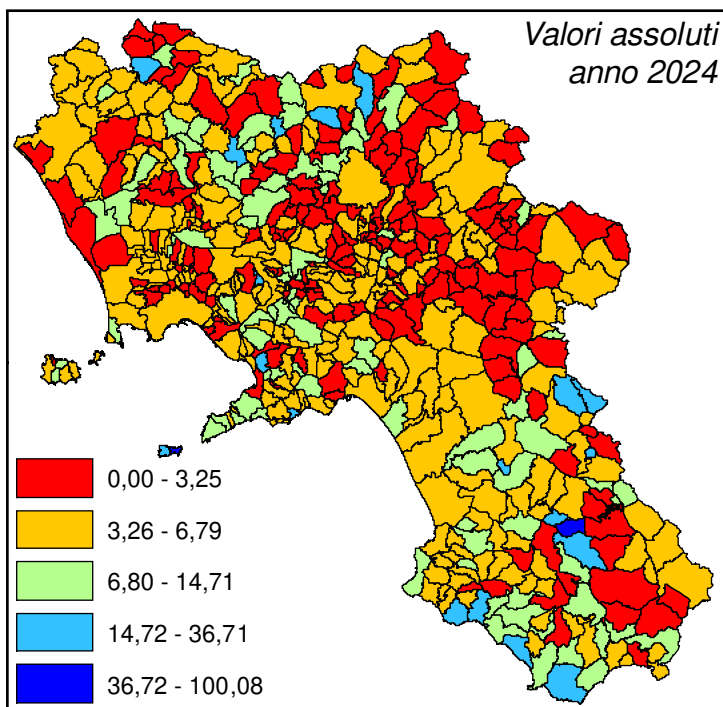 Valori assoluti
anno 2024
0,00 - 3,25
3,26 - 6,79
6,80 - 14,71
14,72 - 36,71
36,72 - 100,08